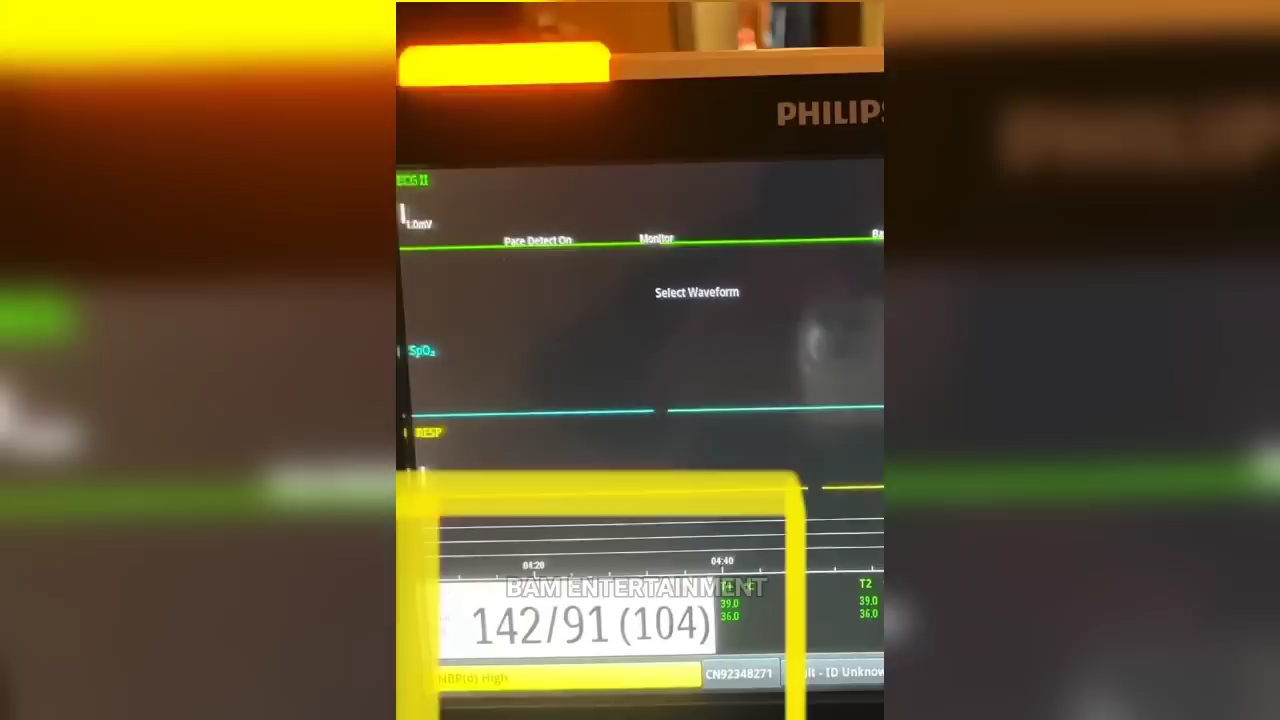 PHILIPS
ECG II
1.0mV
Pace Detect On
Monitor
Select Waveform
SpO₂
RESP
04:20
04:40
BAM ENTERTAINMENT
T1 °C
T2
39.0
36.0
39.0
36.0
142/91 (104)
NBP(d) High
CN92348271
- ID Unknow